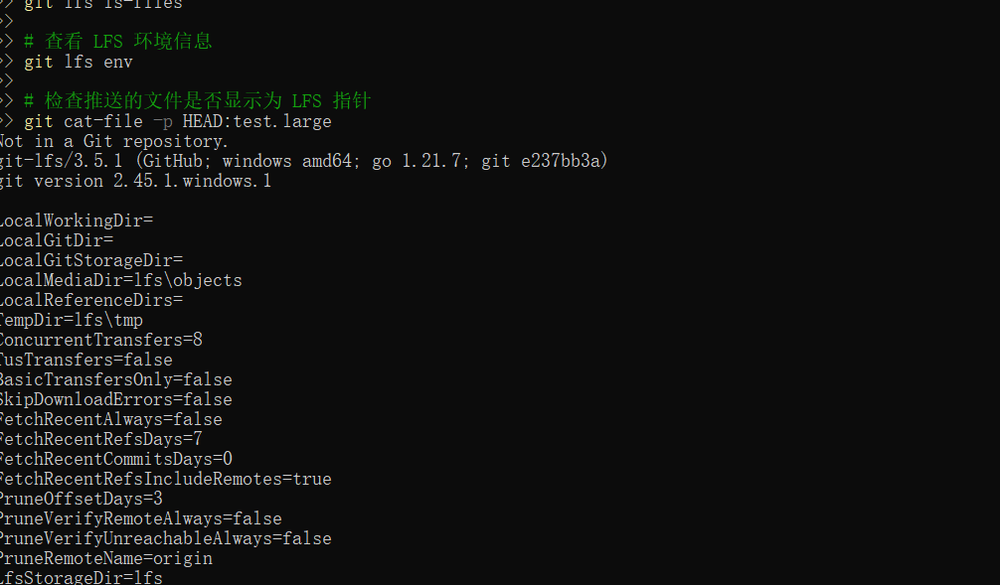 >> git lfs ls-files
>>
>> # 查看 LFS 环境信息
>> git lfs env
>>
>> # 检查推送的文件是否显示为 LFS 指针
>> git cat-file -p HEAD:test.large
Not in a Git repository.
git-lfs/3.5.1 (GitHub; windows amd64; go 1.21.7; git e237bb3a)
git version 2.45.1.windows.1

LocalWorkingDir=
LocalGitDir=
LocalGitStorageDir=
LocalMediaDir=lfs\objects
LocalReferenceDirs=
TempDir=lfs\tmp
ConcurrentTransfers=8
TusTransfers=false
BasicTransfersOnly=false
SkipDownloadErrors=false
FetchRecentAlways=false
FetchRecentRefsDays=7
FetchRecentCommitsDays=0
FetchRecentRefsIncludeRemotes=true
PruneOffsetDays=3
PruneVerifyRemoteAlways=false
PruneVerifyUnreachableAlways=false
PruneRemoteName=origin
LfsStorageDir=lfs